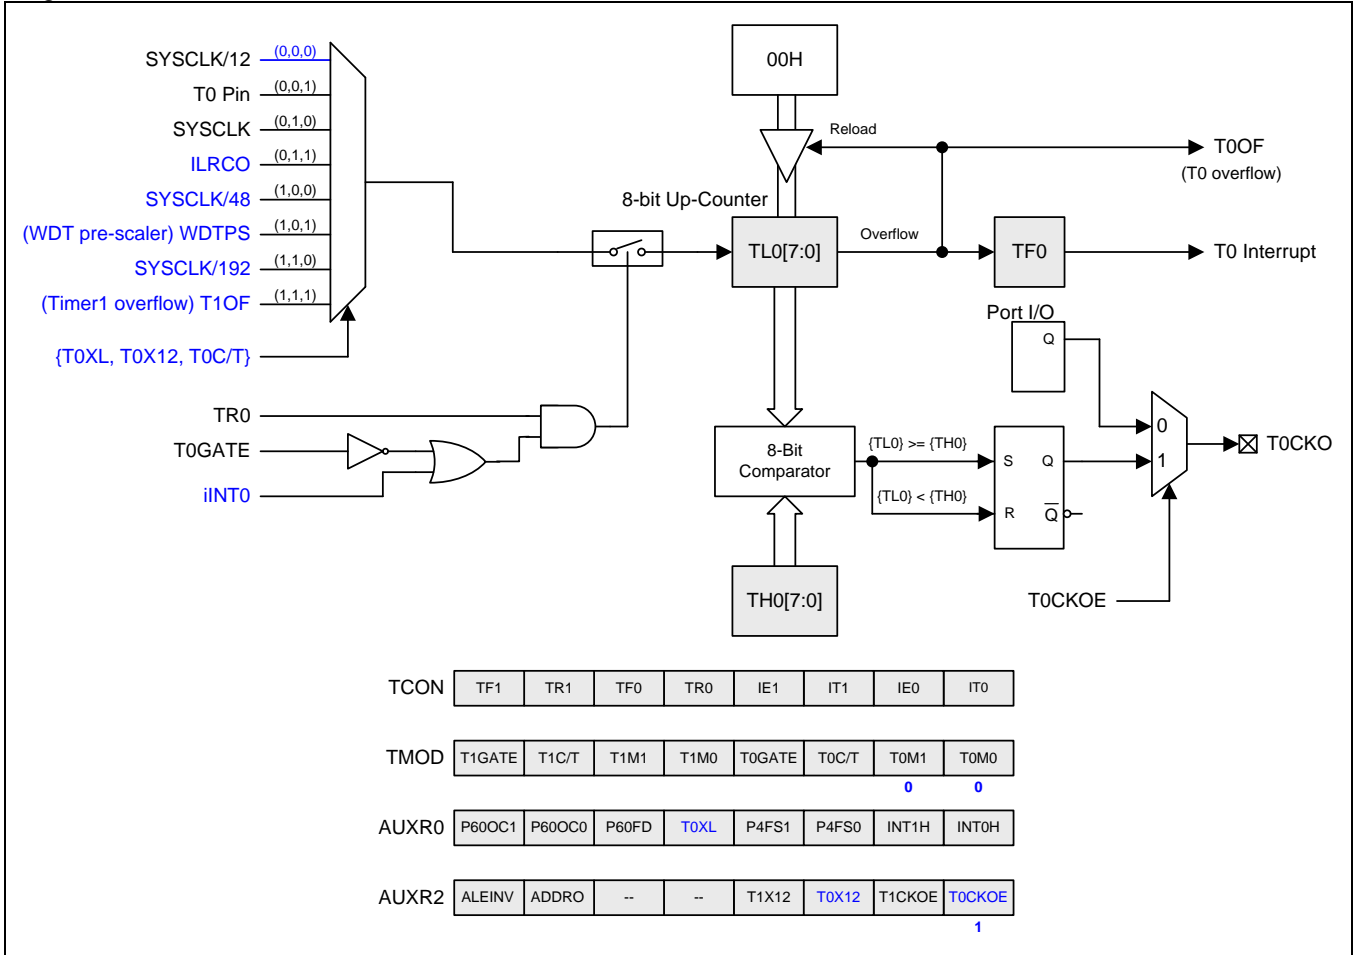 SYSCLK/12 (0,0,0)
T0 Pin (0,0,1)
SYSCLK (0,1,0)
ILRCO (0,1,1)
SYSCLK/48 (1,0,0)
(WDT pre-scaler) WDTPS (1,0,1)
SYSCLK/192 (1,1,0)
(Timer1 overflow) T1OF (1,1,1)
{T0XL, T0X12, T0C/T}
TR0
T0GATE
iINT0
00H
Reload
T0OF
(T0 overflow)
8-bit Up-Counter
TL0[7:0]
Overflow
TF0
T0 Interrupt
Port I/O
Q
8-Bit
Comparator
{TL0} >= {TH0}
{TL0} < {TH0}
S Q
R Q
0
1
T0CKO
TH0[7:0]
T0CKOE
TCON TF1 TR1 TF0 TR0 IE1 IT1 IE0 IT0
TMOD T1GATE T1C/T T1M1 T1M0 T0GATE T0C/T T0M1 T0M0
0 0
AUXR0 P60OC1 P60OC0 P60FD T0XL P4FS1 P4FS0 INT1H INT0H
AUXR2 ALEINV ADDRO -- -- T1X12 T0X12 T1CKOE T0CKOE
1